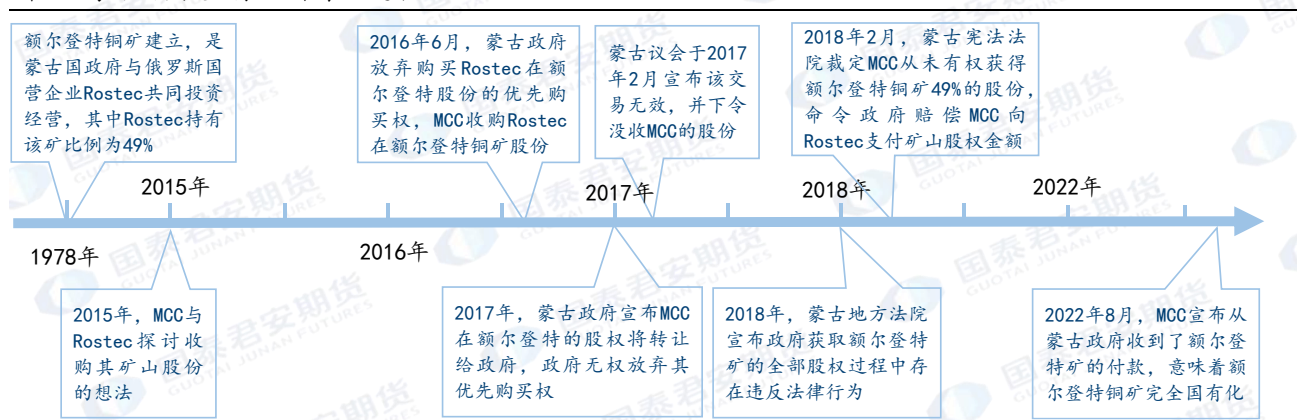 额尔登特铜矿建立，是
蒙古国政府与俄罗斯国
营企业Rostec共同投资
经营，其中Rostec持有
该矿比例为49%
2016年6月，蒙古政府
放弃购买Rostec在额
尔登特股份的优先购
买权，MCC收购Rostec
在额尔登特铜矿股份
蒙古议会于2017
年2月宣布该交
易无效，并下令
没收MCC的股份
2018年2月，蒙古宪法法
院裁定MCC从未有权获得
额尔登特铜矿49%的股份，
命令政府赔偿MCC向
Rostec支付矿山股权金额
2015年
2017年
2018年
2022年
1978年
2016年
2015年，MCC与
Rostec探讨收
购其矿山股份
的想法
2017年，蒙古政府宣布MCC
在额尔登特的股权将转让
给政府，政府无权放弃其
优先购买权
2018年，蒙古地方法院
宣布政府获取额尔登特
矿的全部股权过程中存
在违反法律行为
2022年8月，MCC宣布从
蒙古政府收到了额尔登
特矿的付款，意味着额
尔登特铜矿完全国有化
国泰君安期货
GUOTAI JUNAN FUTURES